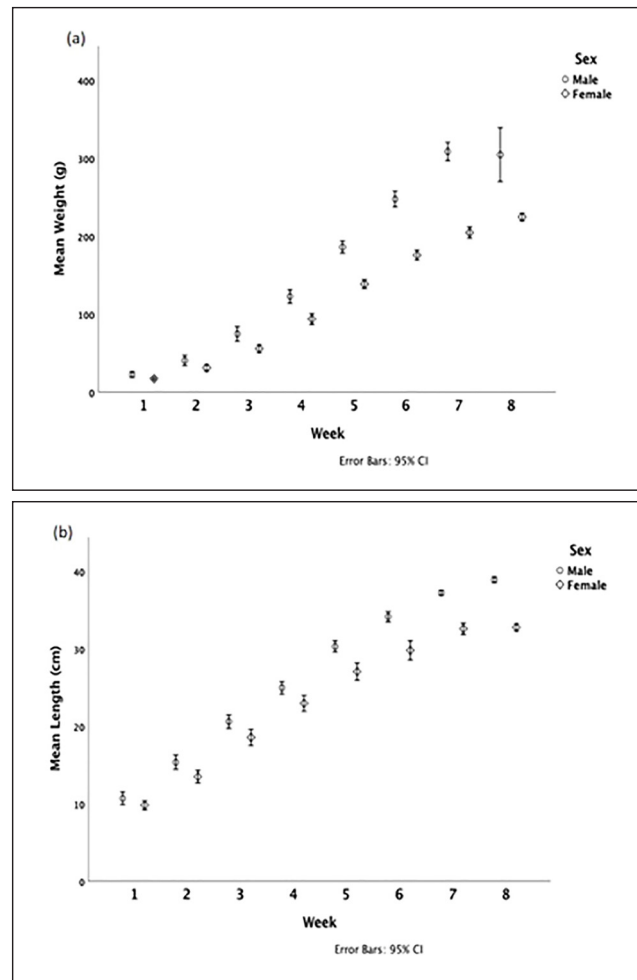 (a)
Sex
Male
Female
400
300
200
100
0
Mean Weight (g)
1 2 3 4 5 6 7 8
Week
Error Bars: 95% CI
(b)
Sex
Male
Female
40
30
20
10
0
Mean Length (cm)
1 2 3 4 5 6 7 8
Week
Error Bars: 95% CI